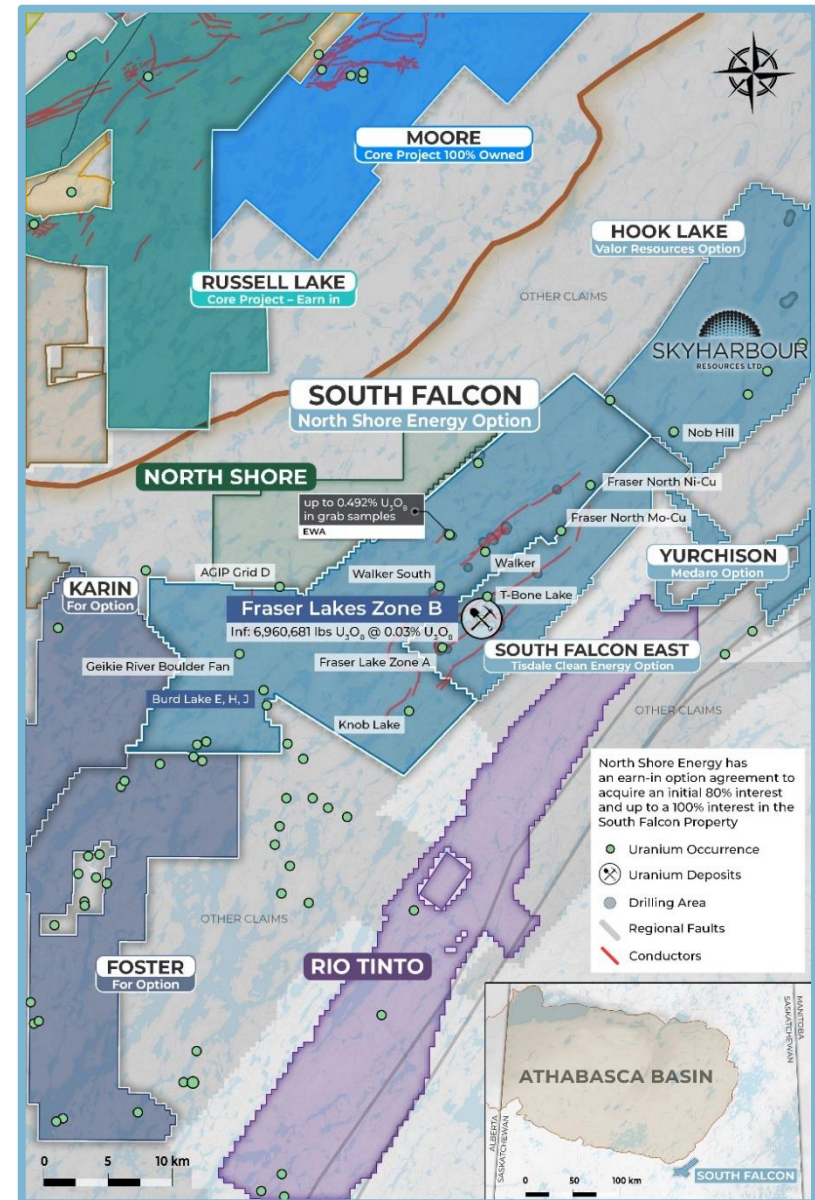 MOORE
Core Project 100% Owned
HOOK LAKE
Valor Resources Option
RUSSELL LAKE
Core Project – Earn in
OTHER CLAIMS
SKYHARBOUR
RESOURCES LTD
SOUTH FALCON
North Shore Energy Option
Nob Hill
NORTH SHORE
Fraser North Ni-Cu
up to 0.492% U₃O₈
in grab samples
EWA
Fraser North Mo-Cu
Walker
YURCHISON
Medaro Option
AGIP Grid D
Walker South
KARIN
For Option
T-Bone Lake
Fraser Lakes Zone B
Inf: 6,960,681 lbs U₃O₈ @ 0.03% U₃O₈
SOUTH FALCON EAST
Tisdale Clean Energy Option
Geikie River Boulder Fan
Fraser Lake Zone A
Burd Lake E, H, J
Knob Lake
OTHER CLAIMS
North Shore Energy has
an earn-in option agreement to
acquire an initial 80% interest
and up to a 100% interest in the
South Falcon Property
Uranium Occurrence
Uranium Deposits
Drilling Area
Regional Faults
Conductors
OTHER CLAIMS
FOSTER
For Option
RIO TINTO
ATHABASCA BASIN
MANITOBA
SASKATCHEWAN
ALBERTA
SASKATCHEWAN
SOUTH FALCON
0 5 10 km
0 50 100 km